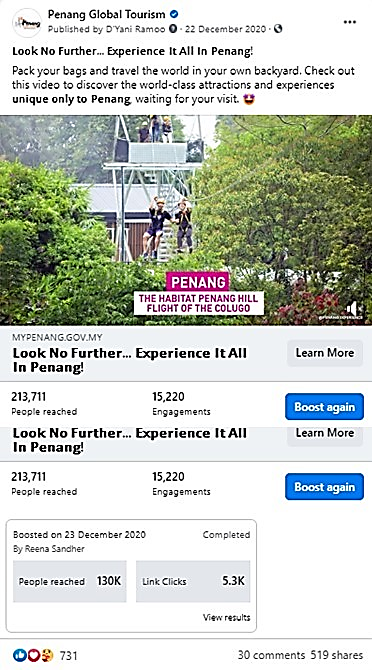 Penang Global Tourism
Published by D'Yani Ramoo · 22 December 2020 ·
Look No Further... Experience It All In Penang!
Pack your bags and travel the world in your own backyard. Check out
this video to discover the world-class attractions and experiences
unique only to Penang, waiting for your visit. 🤩
PENANG
THE HABITAT PENANG HILL
FLIGHT OF THE COLUGO
MYPENANG.GOV.MY
Look No Further... Experience It All
In Penang!
Learn More
213,711
People reached
15,220
Engagements
Boost again
Look No Further... Experience It All
In Penang!
Learn More
213,711
People reached
15,220
Engagements
Boost again
Boosted on 23 December 2020
Completed
By Reena Sandher
People reached 130K
Link Clicks 5.3K
View results
731
30 comments 519 shares